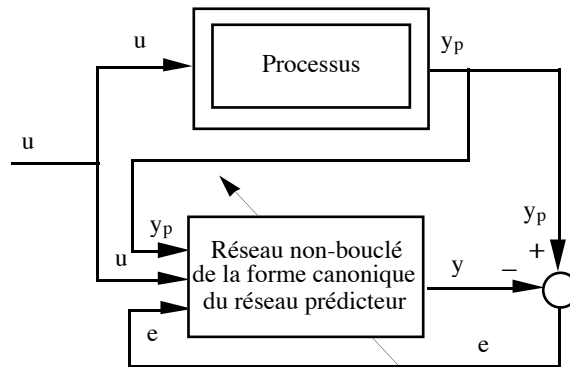 u
yp
Processus
u
yp
yp
+
u
Réseau non-bouclé
de la forme canonique
du réseau prédicteur
y
–
e
e